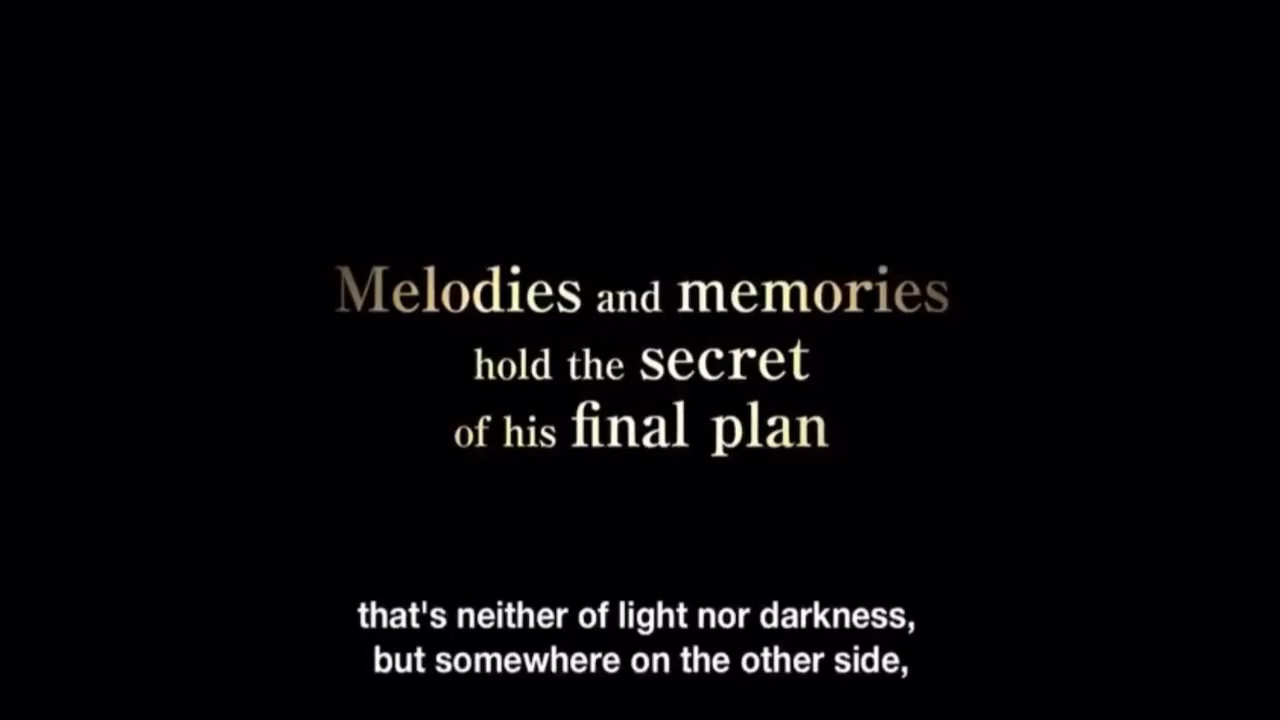 Melodies and memories
hold the secret
of his final plan
that's neither of light nor darkness,
but somewhere on the other side,